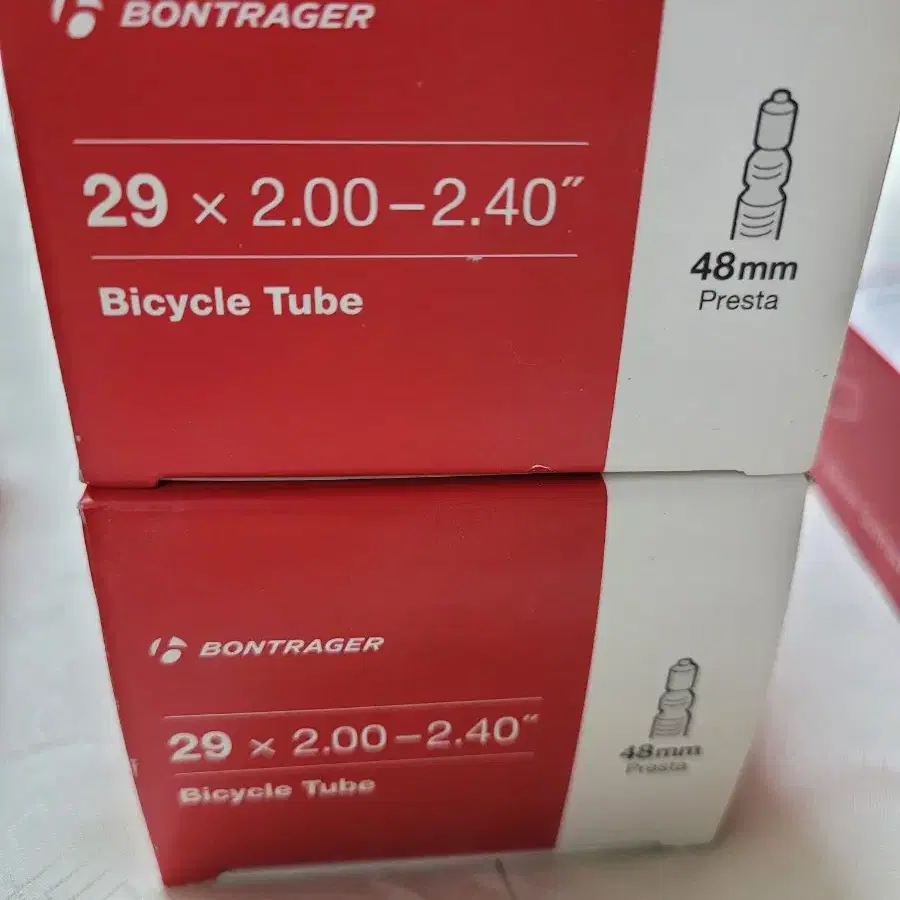 BONTRAGER
29 × 2.00–2.40″
Bicycle Tube
48mm
Presta
BONTRAGER
29 × 2.00–2.40"
Bicycle Tube
48mm
Presta